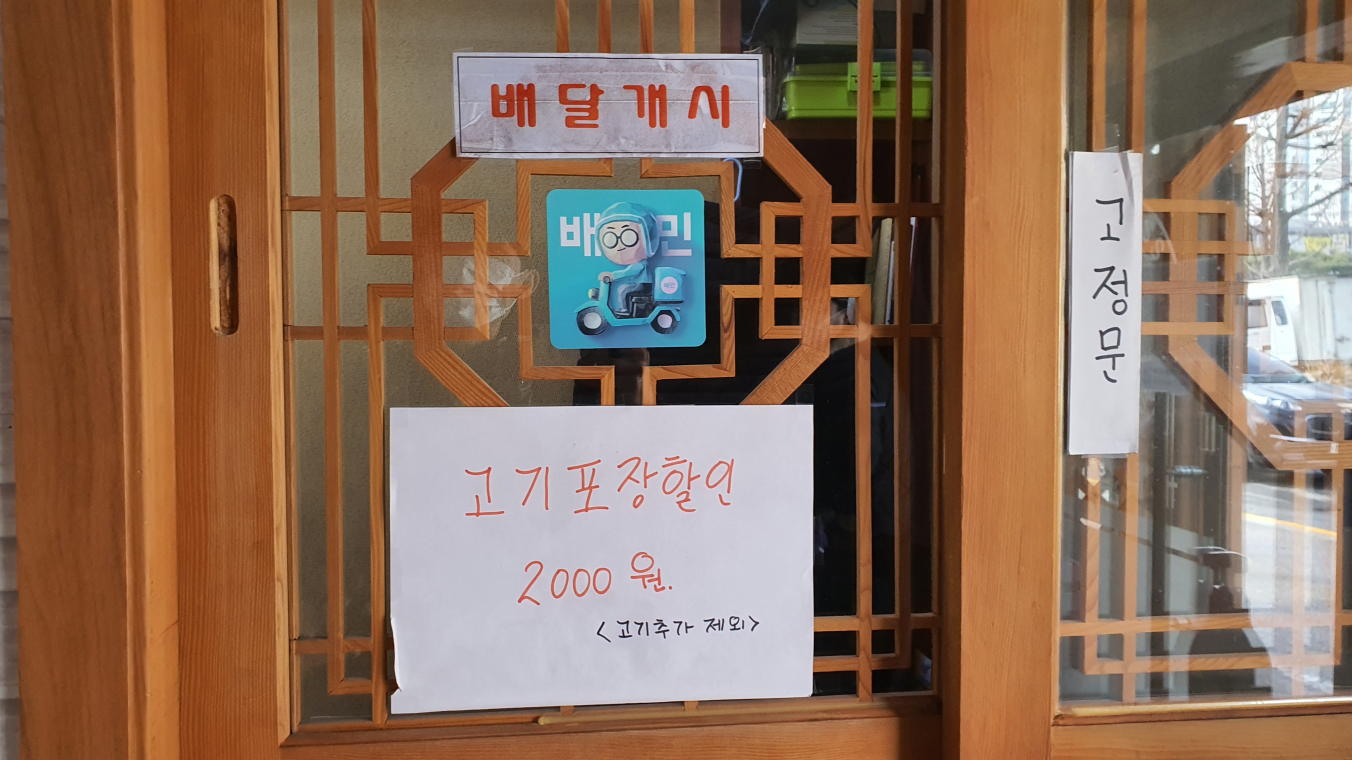 배달개시
배민
고기포장할인
2000원.
<고기추가 제외>
고정문